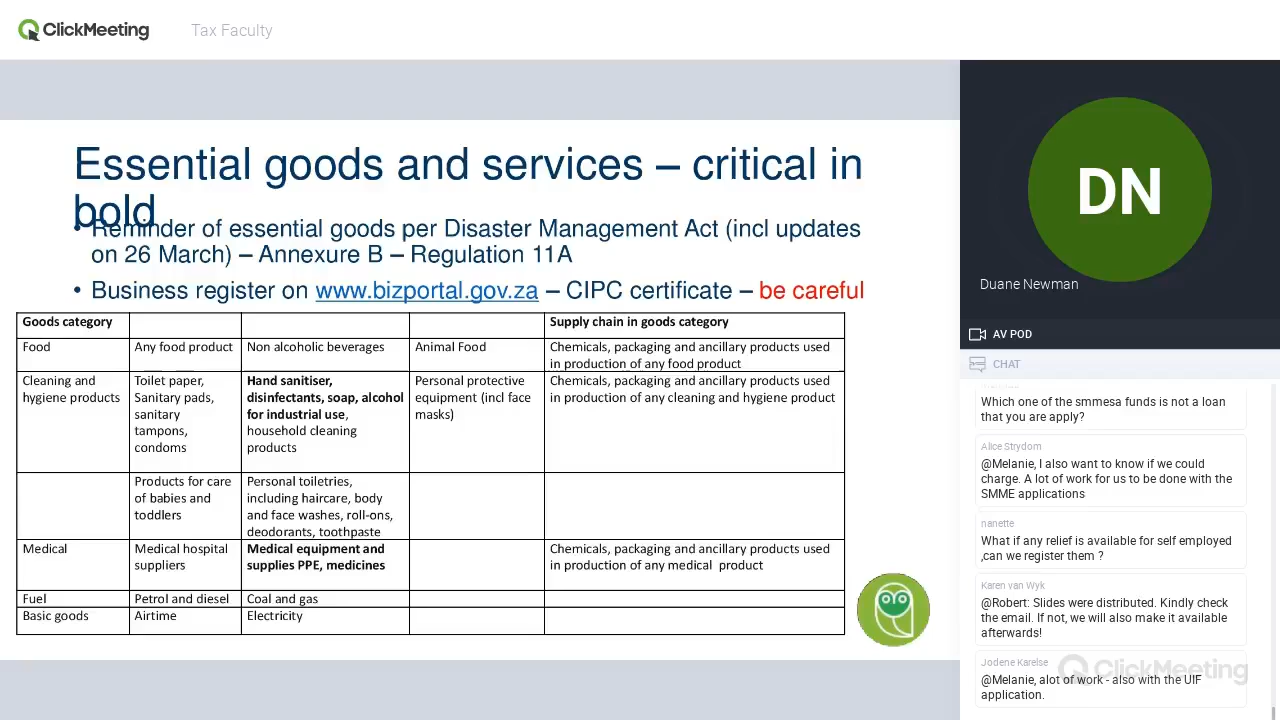 ClickMeeting
Tax Faculty
Essential goods and services – critical in
bold
• Reminder of essential goods per Disaster Management Act (incl updates
on 26 March) – Annexure B – Regulation 11A
• Business register on www.bizportal.gov.za – CIPC certificate – be careful
Goods category
Supply chain in goods category
Food
Any food product
Non alcoholic beverages
Animal Food
Chemicals, packaging and ancillary products used
in production of any food product
Cleaning and
hygiene products
Toilet paper,
Sanitary pads,
sanitary
tampons,
condoms
Hand sanitiser,
disinfectants, soap, alcohol
for industrial use,
household cleaning
products
Personal protective
equipment (incl face
masks)
Chemicals, packaging and ancillary products used
in production of any cleaning and hygiene product
Products for care
of babies and
toddlers
Personal toiletries,
including haircare, body
and face washes, roll-ons,
deodorants, toothpaste
Medical
Medical hospital
suppliers
Medical equipment and
supplies PPE, medicines
Chemicals, packaging and ancillary products used
in production of any medical product
Fuel
Petrol and diesel
Coal and gas
Basic goods
Airtime
Electricity
DN
Duane Newman
AV POD
CHAT
Which one of the smmesa funds is not a loan
that you are apply?
Alice Strydom
@Melanie, I also want to know if we could
charge. A lot of work for us to be done with the
SMME applications
nanette
What if any relief is available for self employed
,can we register them ?
Karen van Wyk
@Robert: Slides were distributed. Kindly check
the email. If not, we will also make it available
afterwards!
Jodene Karelse
@Melanie, alot of work - also with the UIF
application.
ClickMeeting